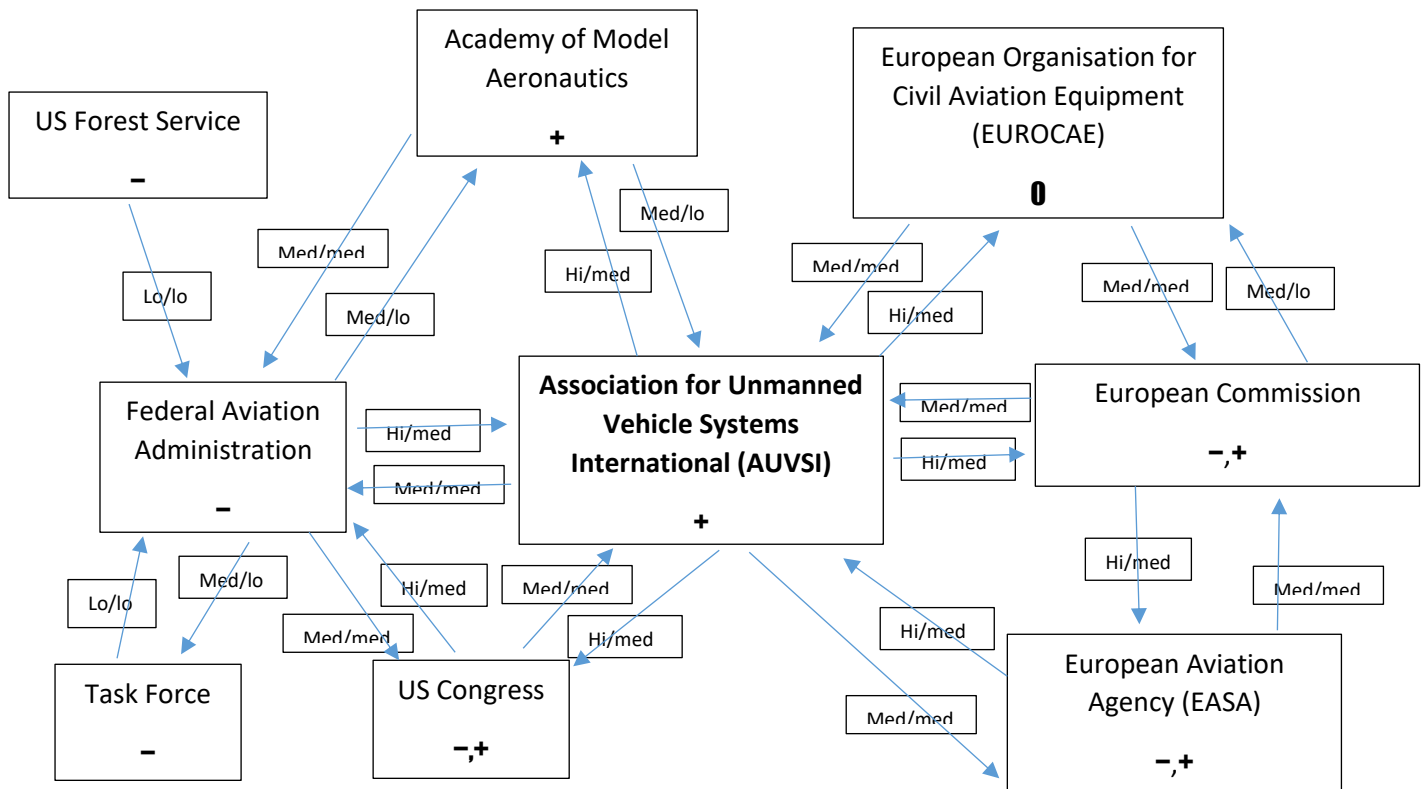 Academy of Model
Aeronautics
+
European Organisation for
Civil Aviation Equipment
(EUROCAE)
0
US Forest Service
–
Med/lo
Med/med
Med/med
Hi/med
Lo/lo
Med/lo
Hi/med
Med/med
Med/lo
Federal Aviation
Administration
–
Hi/med
Med/med
Association for Unmanned
Vehicle Systems
International (AUVSI)
+
Med/med
Hi/med
European Commission
–,+
Lo/lo
Med/lo
Hi/med
Med/med
Med/med
Hi/med
Hi/med
Med/med
Hi/med
Med/med
Task Force
–
US Congress
–,+
European Aviation
Agency (EASA)
–,+